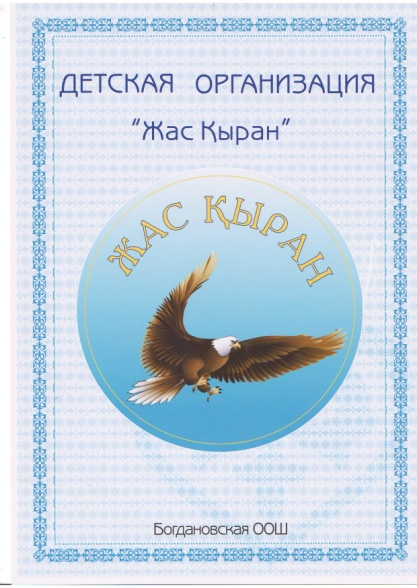 ДЕТСКАЯ ОРГАНИЗАЦИЯ
“Жас Қыран”
ЖАС ҚЫРАН
Богдановская ООШ